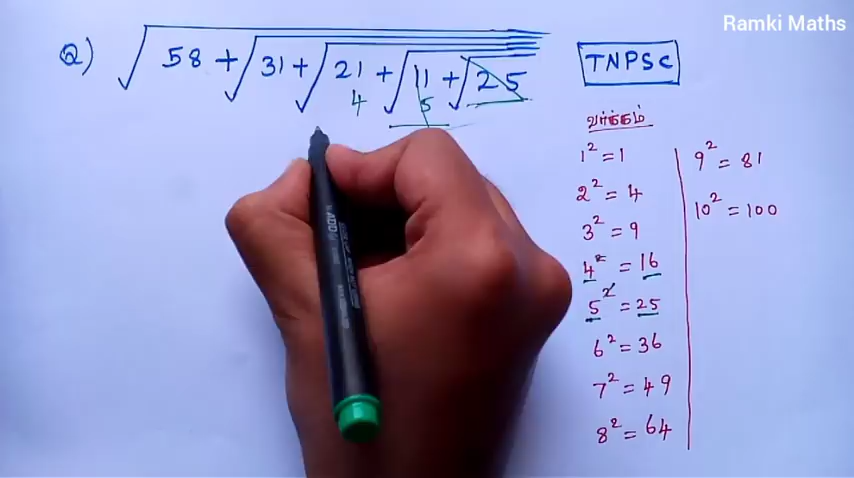 Ramki Maths
Q) √58 + √31 + √21 + √11 + √25
4 5
TNPSC
வர்க்கம்
1² = 1
2² = 4
3² = 9
4² = 16
5² = 25
6² = 36
7² = 49
8² = 64
9² = 81
10² = 100